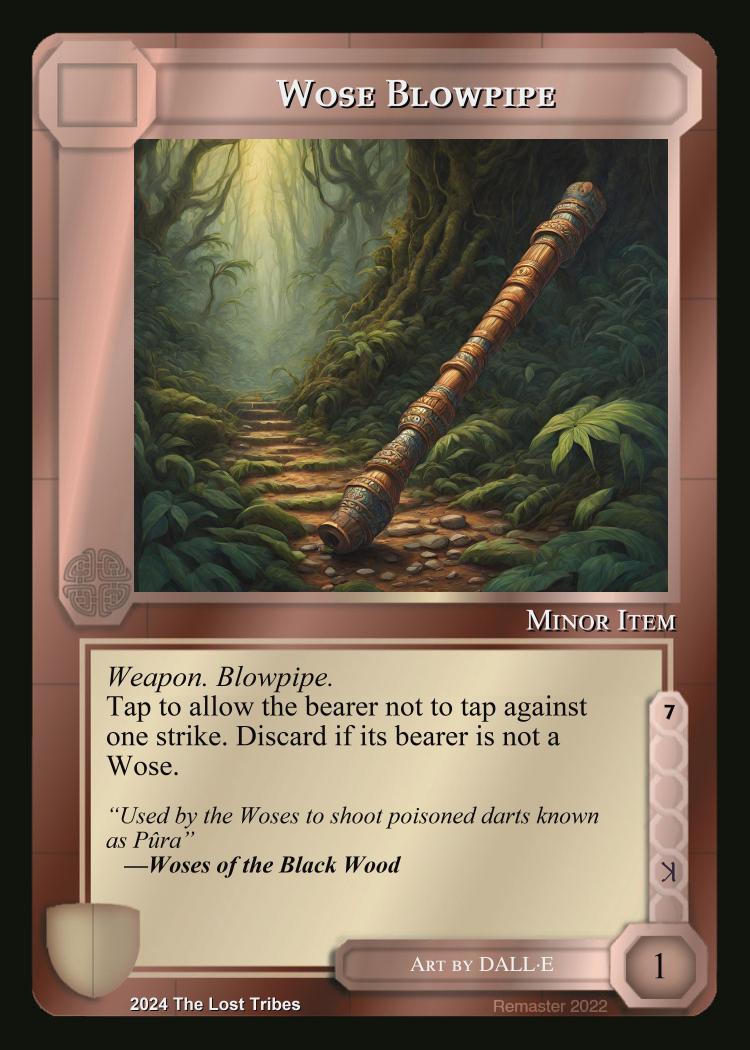 Wose Blowpipe
Minor Item
Weapon. Blowpipe.
Tap to allow the bearer not to tap against
one strike. Discard if its bearer is not a
Wose.
“Used by the Woses to shoot poisoned darts known
as Pûra”
—Woses of the Black Wood
7
Art by DALL·E
1
2024 The Lost Tribes
Remaster 2022